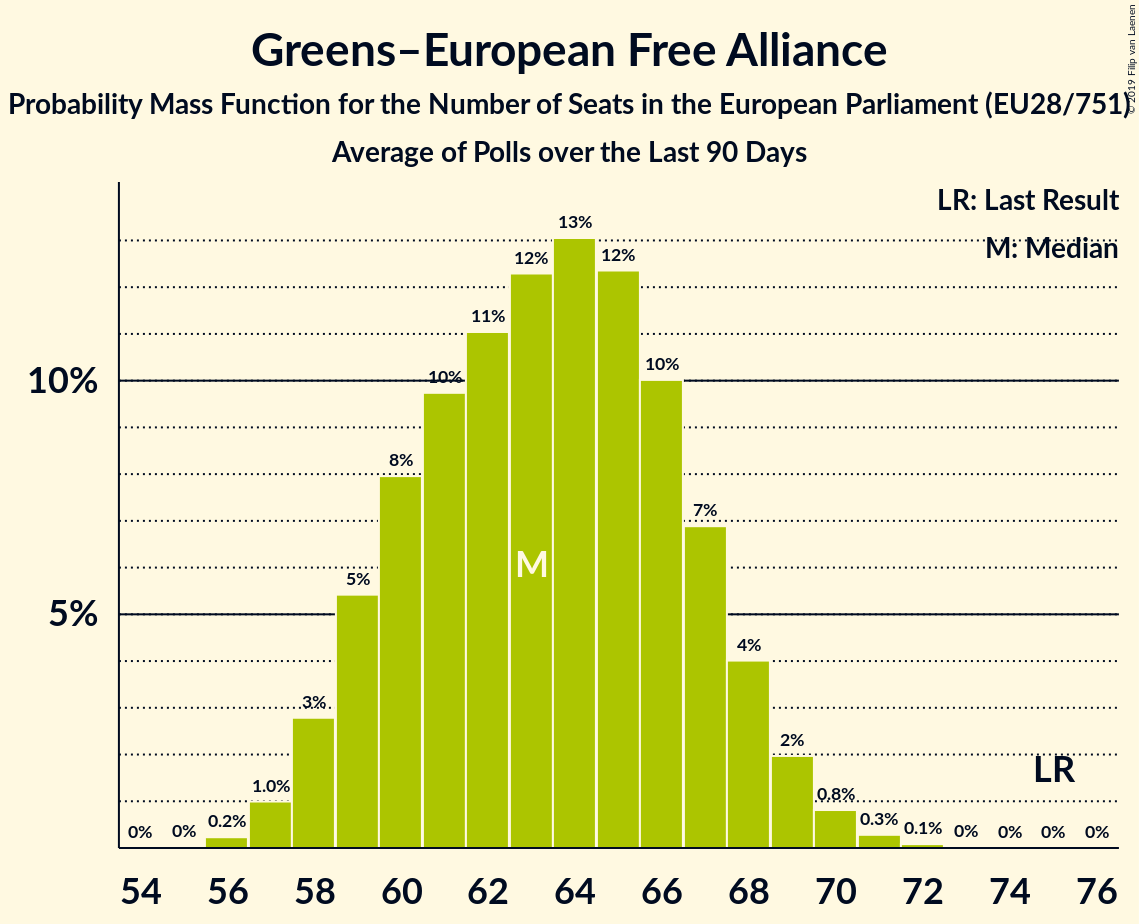 Greens–European Free Alliance
Probability Mass Function for the Number of Seats in the European Parliament (EU28/751)
Average of Polls over the Last 90 Days
© 2019 Filip van Laenen
LR: Last Result
M: Median
10%
5%
0%
0%
0.2%
1.0%
3%
5%
8%
10%
11%
12%
13%
12%
10%
7%
4%
2%
0.8%
0.3%
0.1%
0%
0%
0%
0%
M
LR
54 56 58 60 62 64 66 68 70 72 74 76